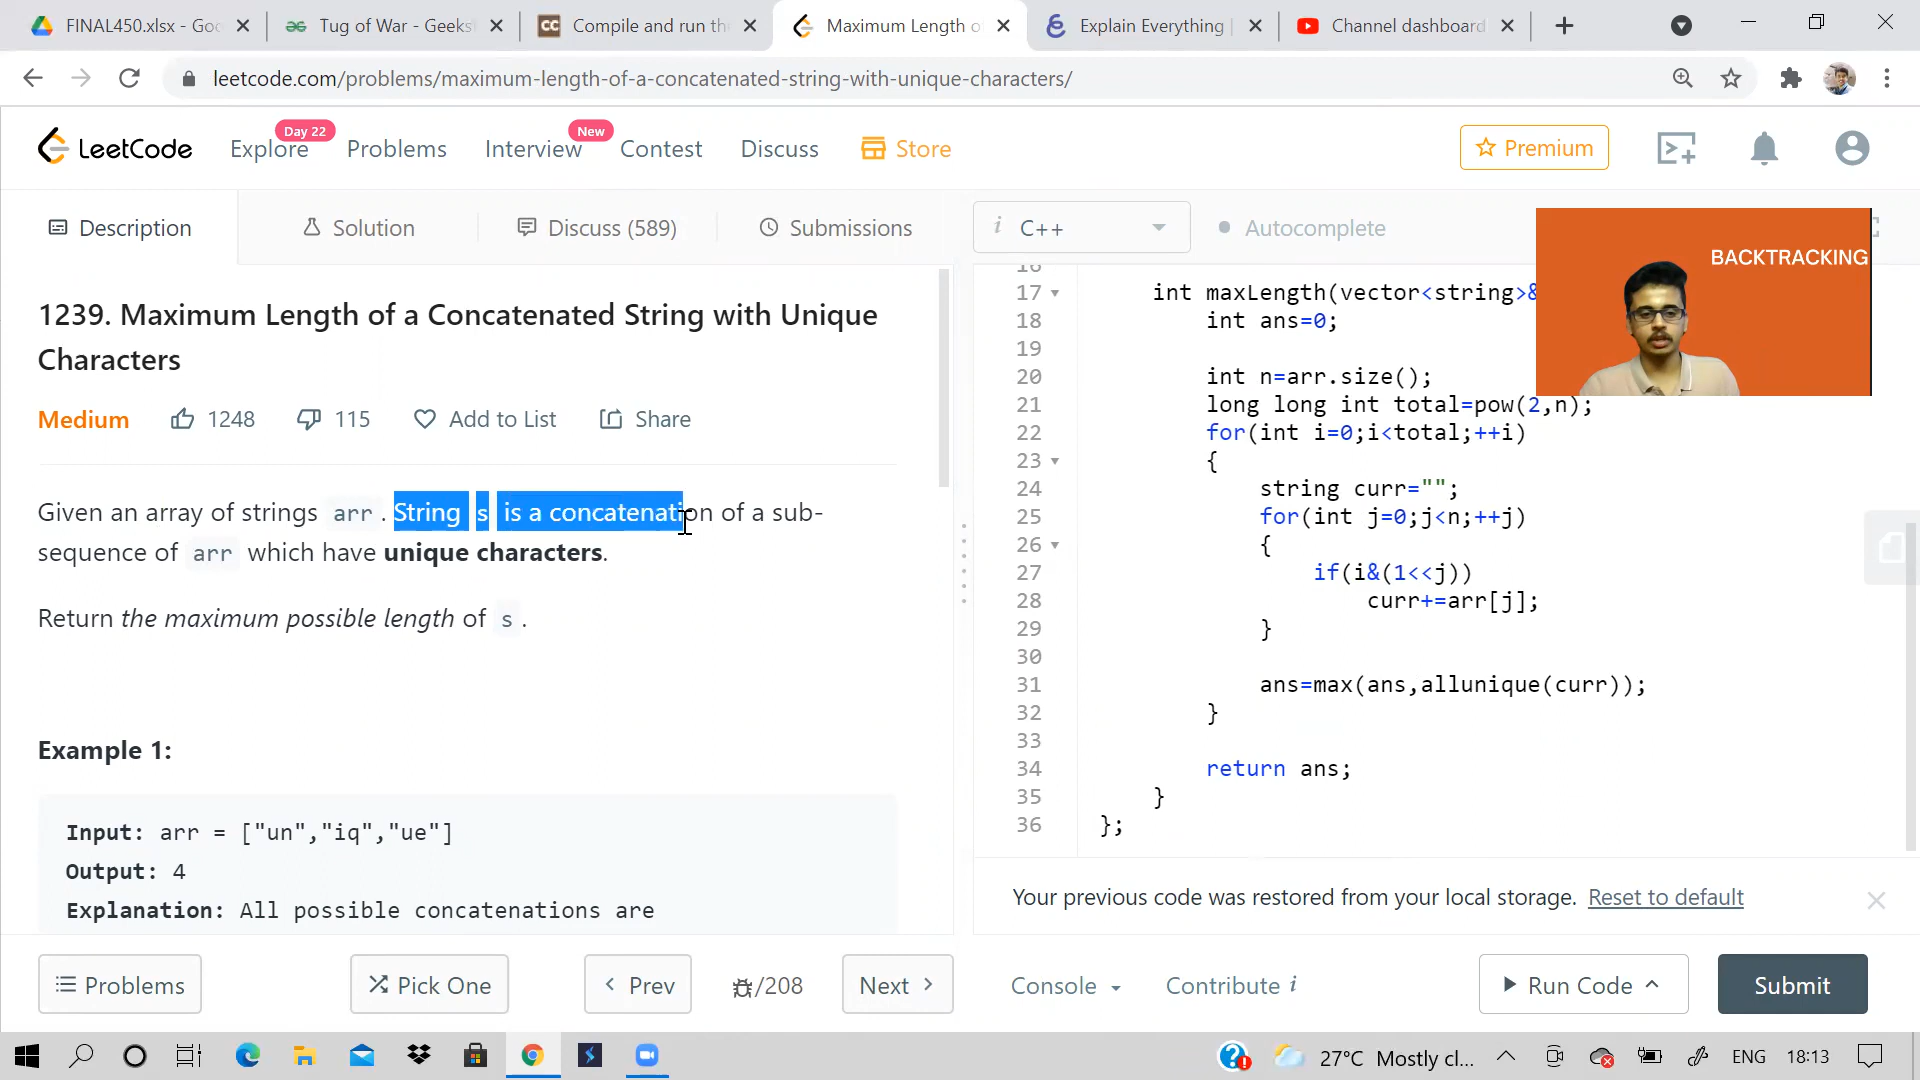 FINAL450.xlsx - Goo
Tug of War - Geeks
Compile and run th
Maximum Length o
Explain Everything |
Channel dashboard
leetcode.com/problems/maximum-length-of-a-concatenated-string-with-unique-characters/
LeetCode
Explore
Day 22
Problems
Interview
New
Contest
Discuss
Store
Premium
Description
Solution
Discuss (589)
Submissions
i C++
Autocomplete
BACKTRACKING
1239. Maximum Length of a Concatenated String with Unique
Characters
Medium 1248 115 Add to List Share
Given an array of strings arr . String s is a concatenation of a sub-
sequence of arr which have unique characters.
Return the maximum possible length of s .
Example 1:
Input: arr = ["un","iq","ue"]
Output: 4
Explanation: All possible concatenations are
16
17 int maxLength(vector<string>&
18 int ans=0;
19
20 int n=arr.size();
21 long long int total=pow(2,n);
22 for(int i=0;i<total;++i)
23 {
24 string curr="";
25 for(int j=0;j<n;++j)
26 {
27 if(i&(1<<j))
28 curr+=arr[j];
29 }
30
31 ans=max(ans,allunique(curr));
32 }
33
34 return ans;
35 }
36 };
Your previous code was restored from your local storage. Reset to default
Problems
Pick One
Prev
/208
Next
Console
Contribute i
Run Code
Submit
27°C Mostly cl...
ENG
18:13